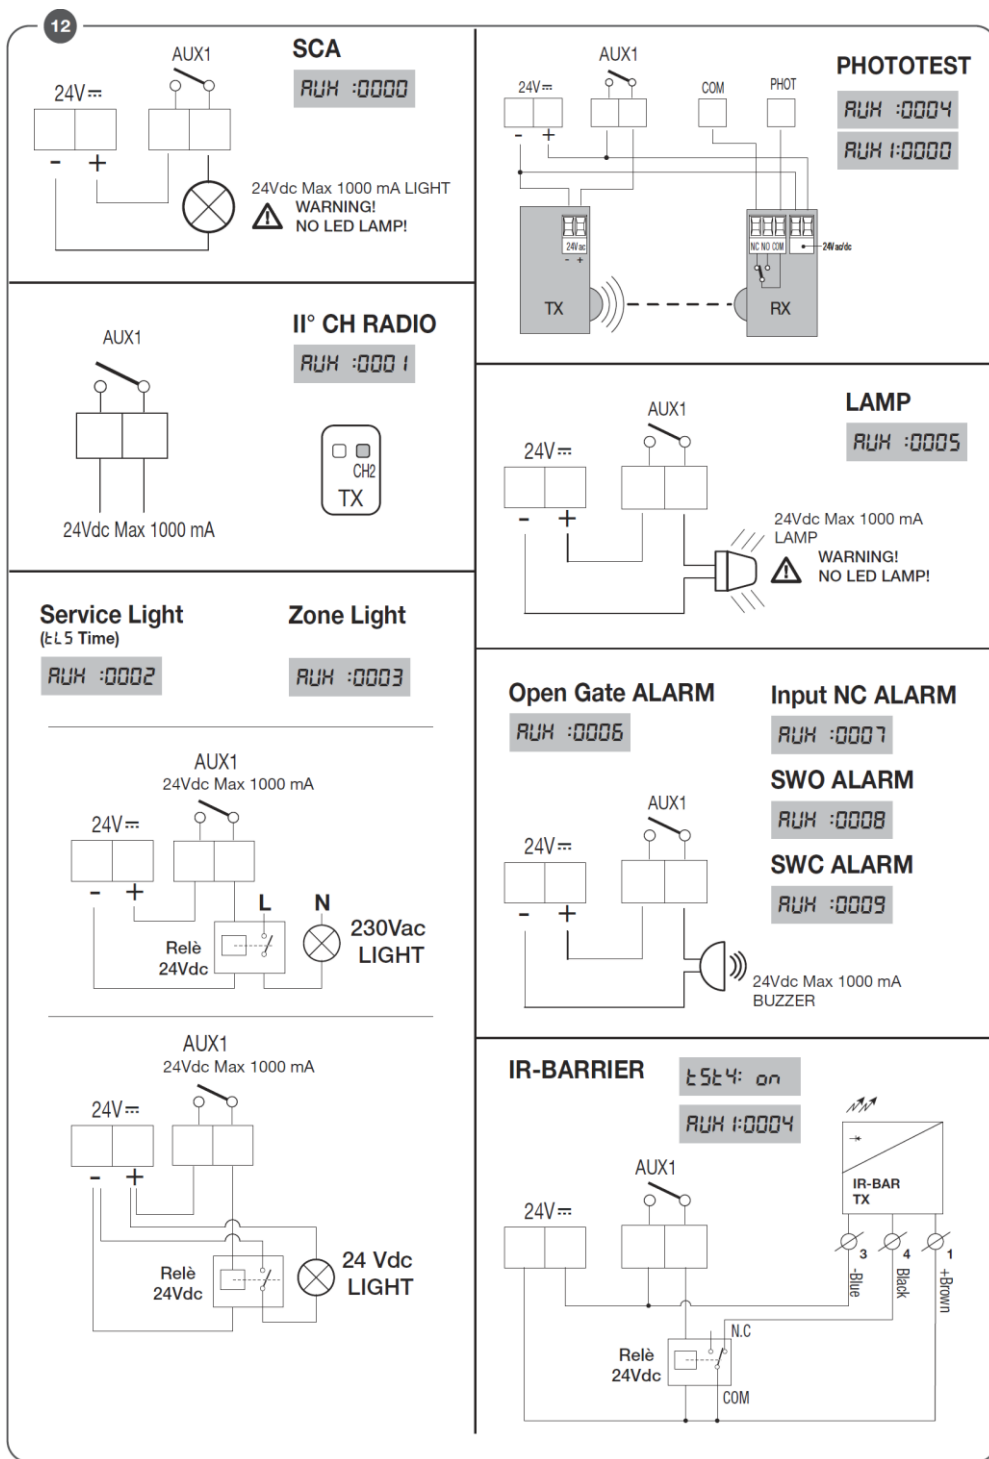 12
SCA
AUX1
AUX :0000
24V
- +
24Vdc Max 1000 mA LIGHT
WARNING!
NO LED LAMP!
II° CH RADIO
AUX1
AUX :0001
CH2
TX
24Vdc Max 1000 mA
Service Light
(tLS Time)
AUX :0002
Zone Light
AUX :0003
AUX1
24Vdc Max 1000 mA
24V
- +
L N
230Vac
LIGHT
Relè
24Vdc
AUX1
24Vdc Max 1000 mA
24V
- +
24 Vdc
LIGHT
Relè
24Vdc
PHOTOTEST
AUX :0004
AUX1:0000
AUX1
24V
COM
PHOT
- +
24V ac
- +
NC NO COM
24V ac/dc
TX
RX
LAMP
AUX :0005
AUX1
24V
- +
24Vdc Max 1000 mA
LAMP
WARNING!
NO LED LAMP!
Open Gate ALARM
AUX :0006
Input NC ALARM
AUX :0007
SWO ALARM
AUX :0008
SWC ALARM
AUX :0009
AUX1
24V
- +
24Vdc Max 1000 mA
BUZZER
IR-BARRIER
tSt4: on
AUX1:0004
AUX1
24V
IR-BAR
TX
3 4 1
-Blue
Black
+Brown
N.C
Relè
24Vdc
COM